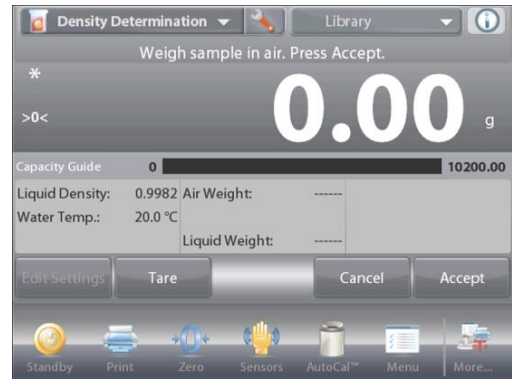 Density Determination Library
Weigh sample in air. Press Accept.
*
>0< 0.00 g
Capacity Guide 0 10200.00
Liquid Density: 0.9982 Air Weight: ------
Water Temp.: 20.0 °C
Liquid Weight: ------
Edit Settings Tare Cancel Accept
Standby Print Zero Sensors AutoCal™ Menu More...